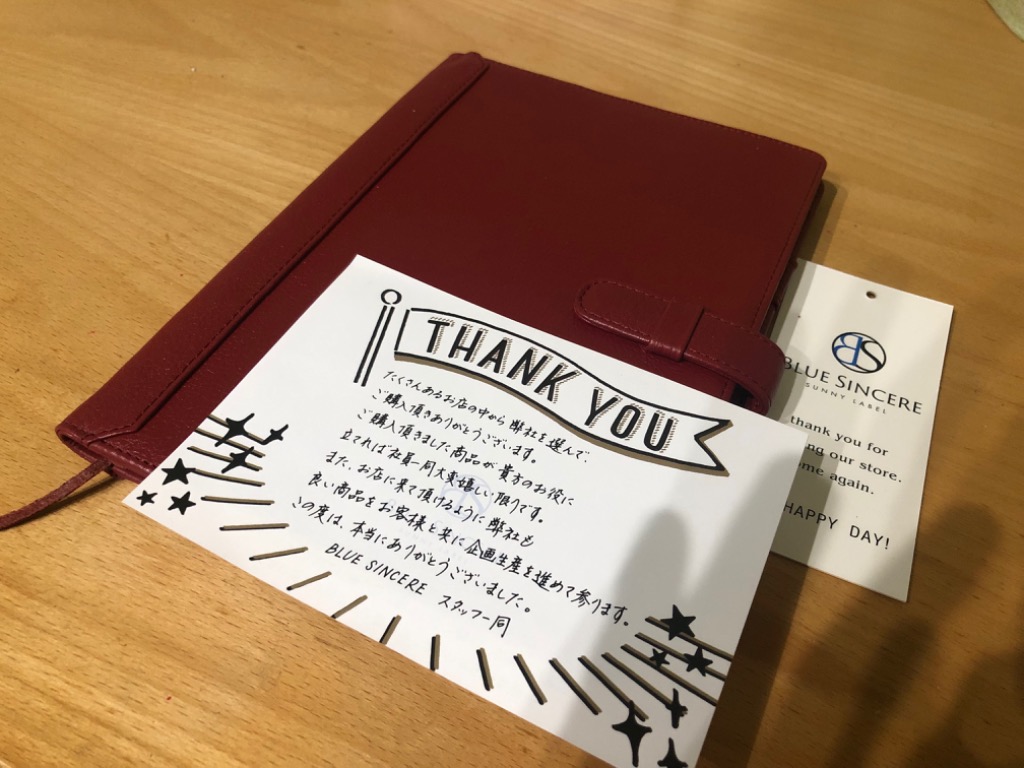 THANK YOU
たくさんあるお店の中から弊社を選んで、
ご購入頂きありがとうございます。
ご購入頂きました商品が貴方のお役に
立てれば社員一同大変嬉しい限りです。
また、お店に来て頂けるように弊社も
良い商品をお客様と共に企画生産を進めて参ります。
この度は、本当にありがとうございました。
BLUE SINCERE スタッフ一同
BS
BLUE SINCERE
SUNNY LABEL
thank you for
our store.
again.
HAPPY DAY!